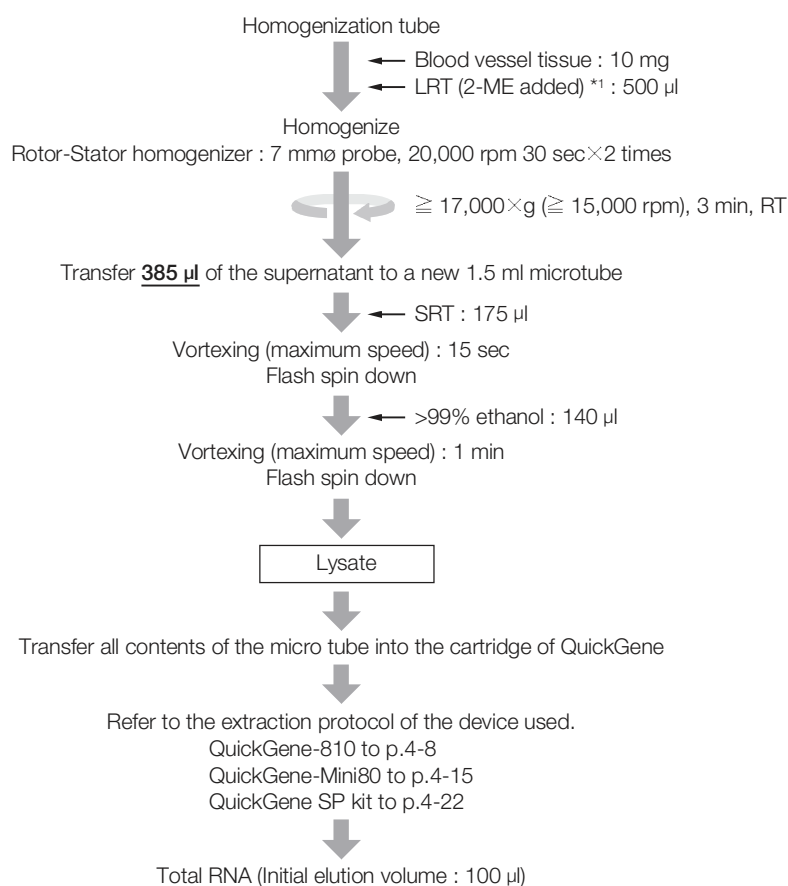 Homogenization tube
Blood vessel tissue : 10 mg
LRT (2-ME added) *1 : 500 µl
Homogenize
Rotor-Stator homogenizer : 7 mmø probe, 20,000 rpm 30 sec×2 times
≧ 17,000×g (≧ 15,000 rpm), 3 min, RT
Transfer 385 µl of the supernatant to a new 1.5 ml microtube
SRT : 175 µl
Vortexing (maximum speed) : 15 sec
Flash spin down
>99% ethanol : 140 µl
Vortexing (maximum speed) : 1 min
Flash spin down
Lysate
Transfer all contents of the micro tube into the cartridge of QuickGene
Refer to the extraction protocol of the device used.
QuickGene-810 to p.4-8
QuickGene-Mini80 to p.4-15
QuickGene SP kit to p.4-22
Total RNA (Initial elution volume : 100 µl)